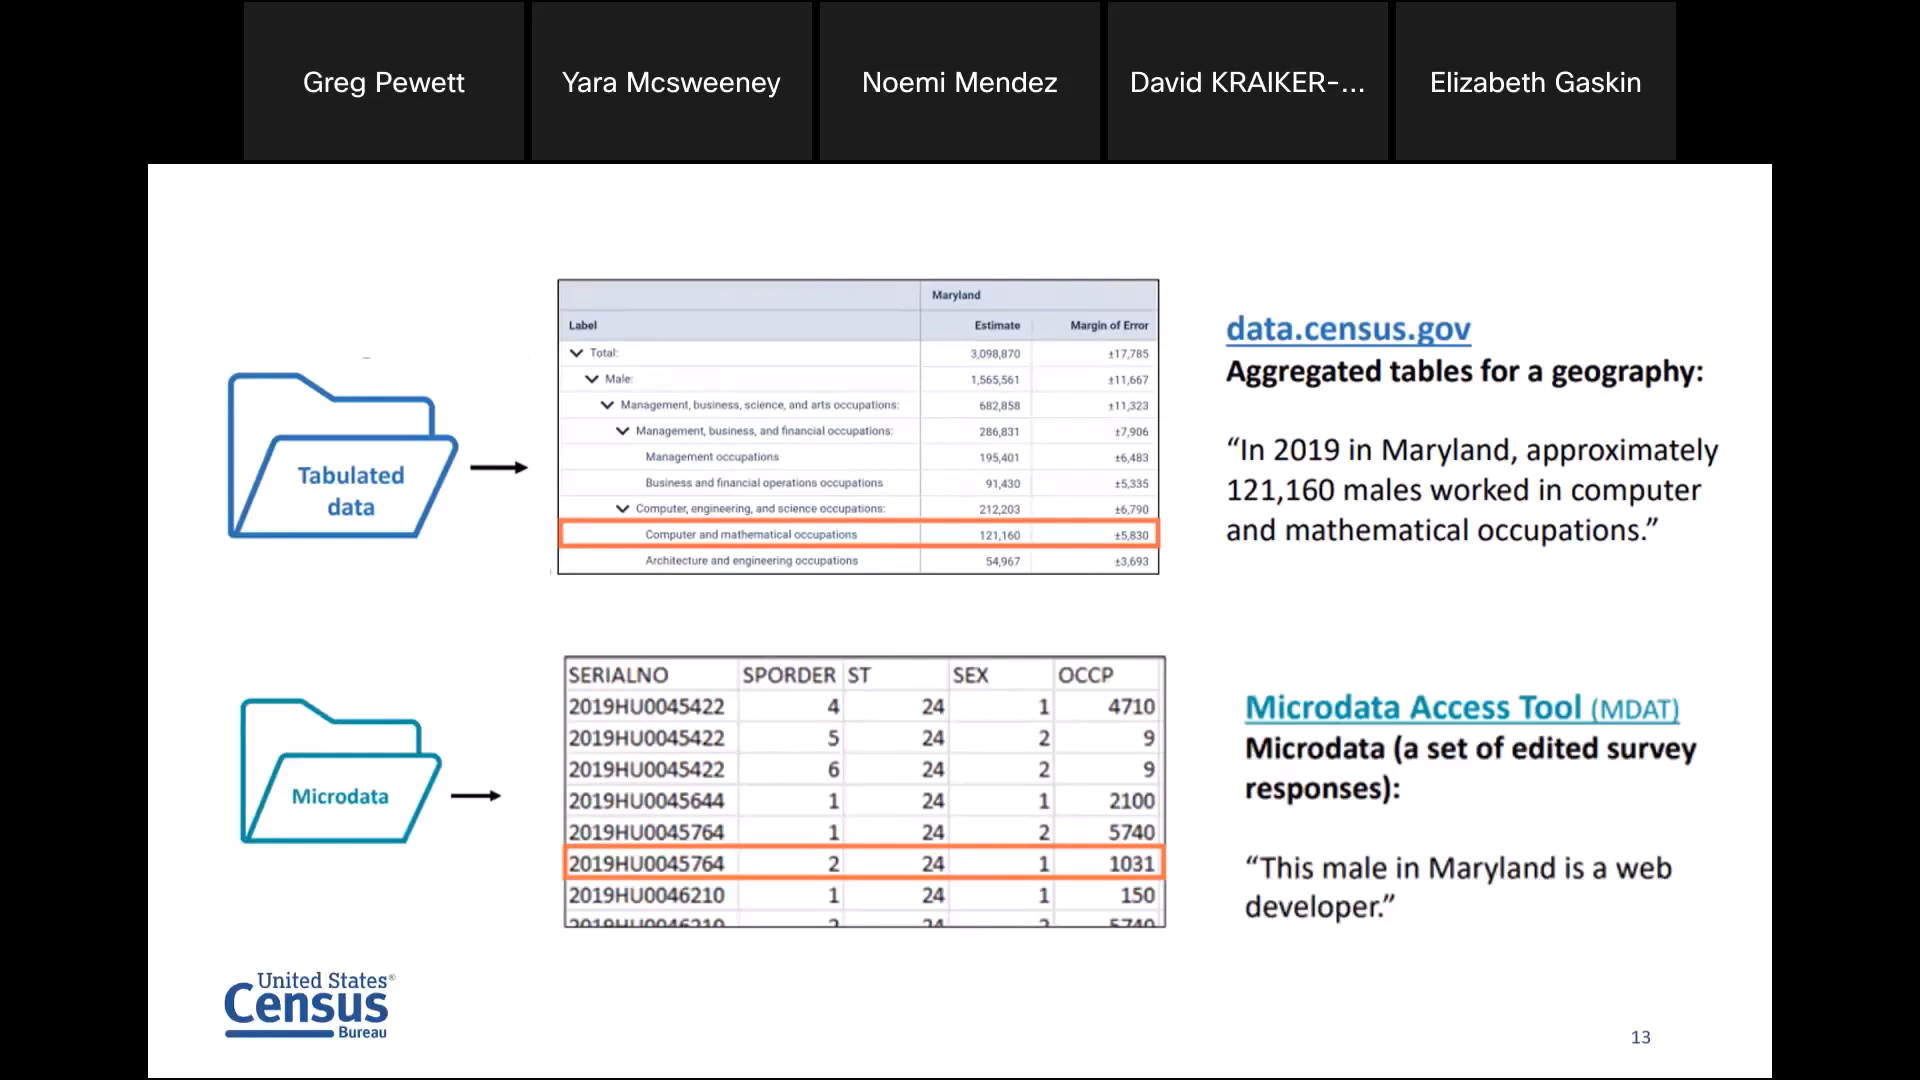 Greg Pewett
Yara Mcsweeney
Noemi Mendez
David KRAIKER-...
Elizabeth Gaskin
Tabulated
data
Maryland
Label Estimate Margin of Error
Total: 3,098,870 ±17,785
Male: 1,565,561 ±11,667
Management, business, science, and arts occupations: 682,858 ±11,323
Management, business, and financial occupations: 286,831 ±7,906
Management occupations 195,401 ±6,483
Business and financial operations occupations 91,430 ±5,335
Computer, engineering, and science occupations: 212,203 ±6,790
Computer and mathematical occupations 121,160 ±5,830
Architecture and engineering occupations 54,967 ±3,693
data.census.gov
Aggregated tables for a geography:
“In 2019 in Maryland, approximately
121,160 males worked in computer
and mathematical occupations.”
Microdata
SERIALNO SPORDER ST SEX OCCP
2019HU0045422 4 24 1 4710
2019HU0045422 5 24 2 9
2019HU0045422 6 24 2 9
2019HU0045644 1 24 1 2100
2019HU0045764 1 24 2 5740
2019HU0045764 2 24 1 1031
2019HU0046210 1 24 1 150
2019HU0046210 2 24 2 5740
Microdata Access Tool (MDAT)
Microdata (a set of edited survey
responses):
“This male in Maryland is a web
developer.”
United States®
Census
Bureau
13